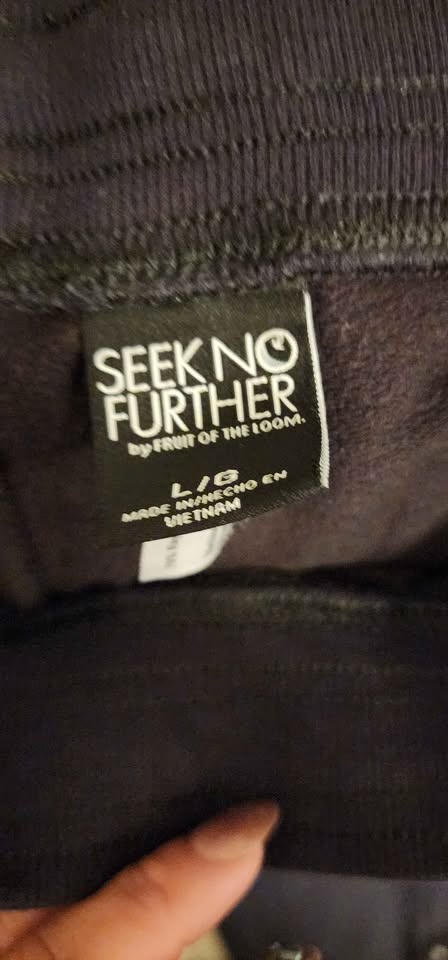 SEEK NO
FURTHER
by FRUIT OF THE LOOM.
L/G
MADE IN/HECHO EN
VIETNAM